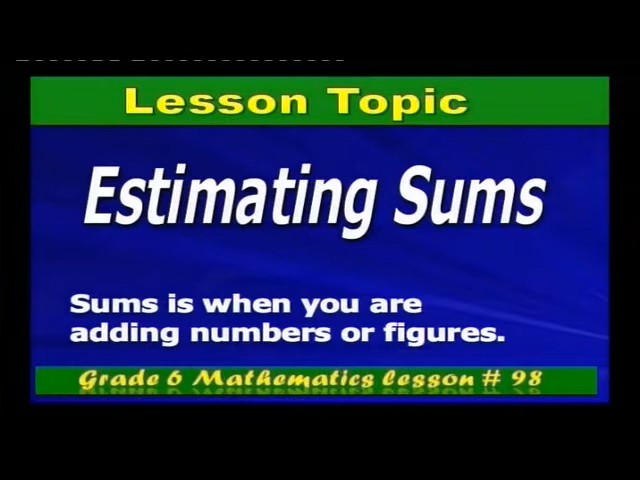 Lesson Topic
Estimating Sums
Sums is when you are
adding numbers or figures.
Grade 6 Mathematics lesson # 98